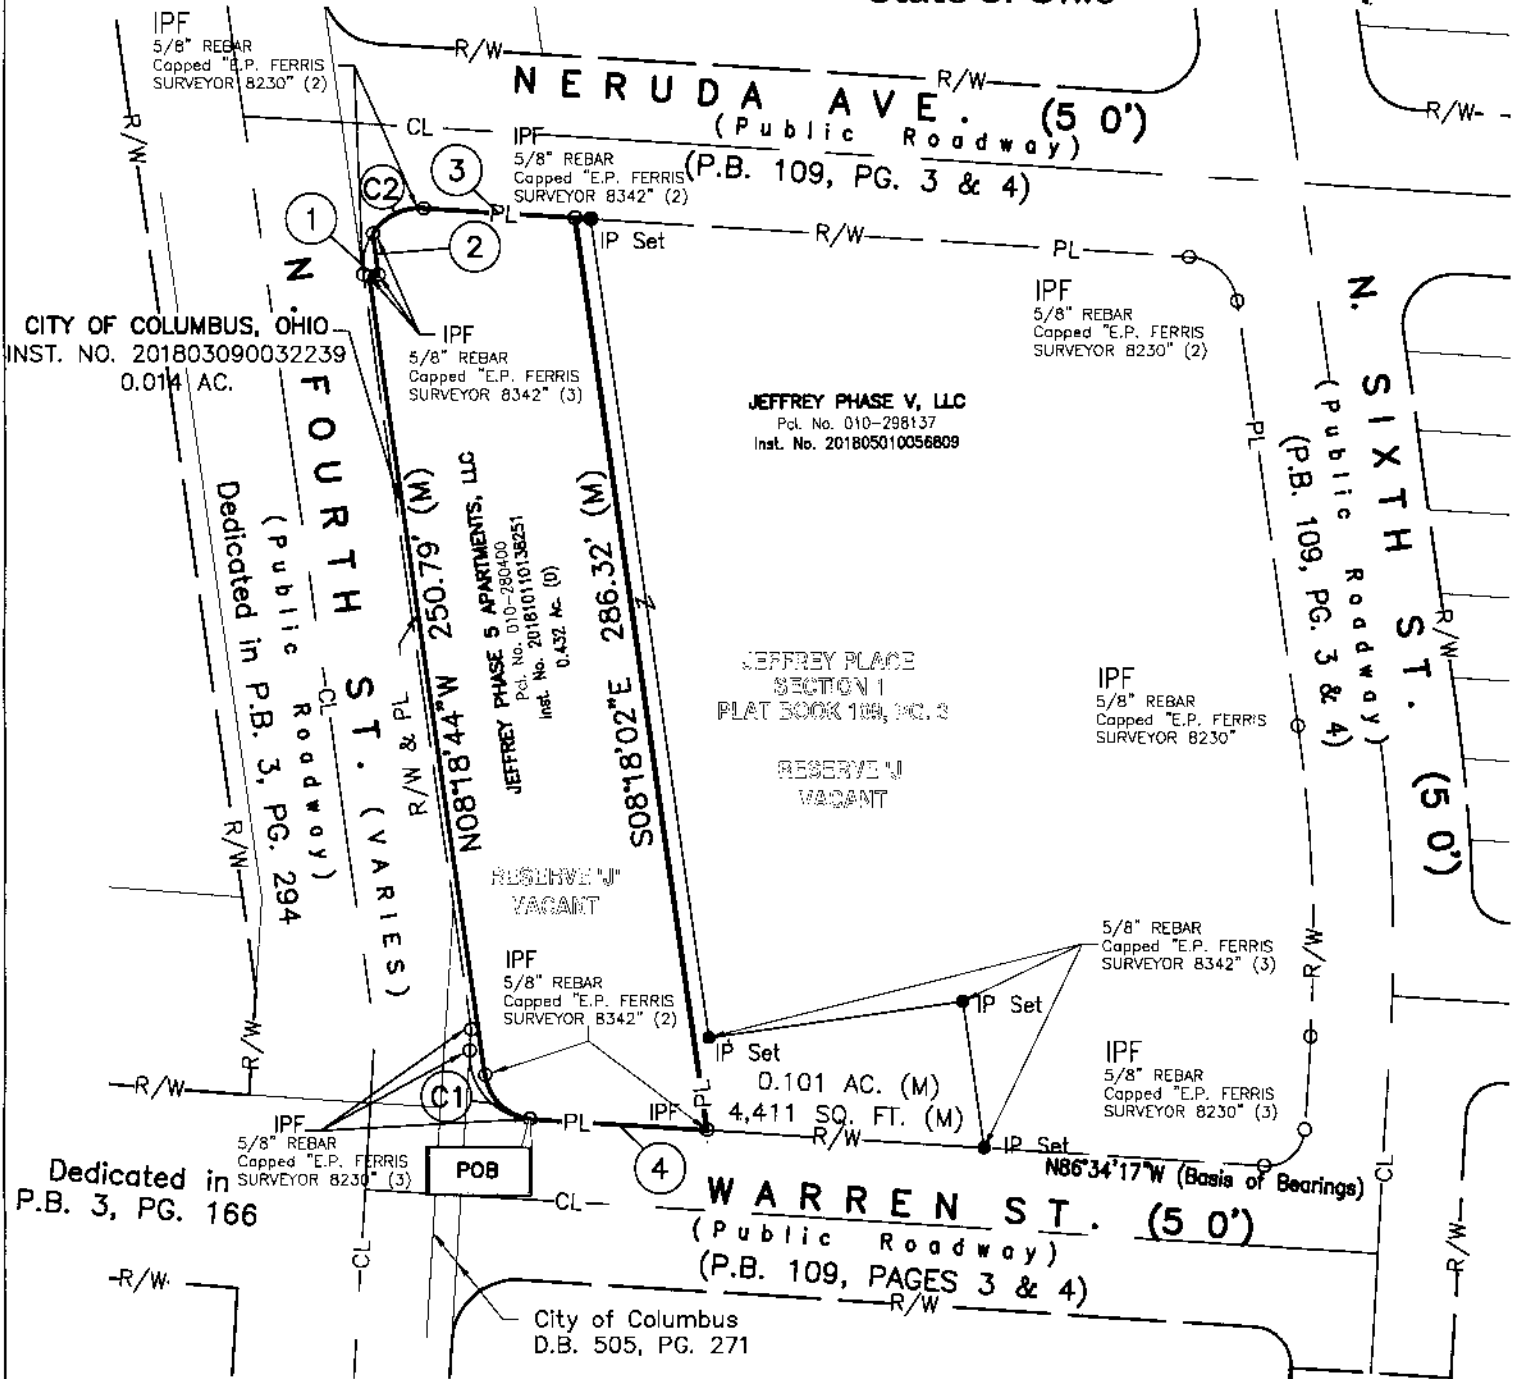 State of Ohio
IPF
5/8" REBAR
Capped "E.P. FERRIS
SURVEYOR 8230" (2)
R/W
R/W
R/W
R/W
NERUDA AVE. (50')
(Public Roadway)
(P.B. 109, PG. 3 & 4)
CL
IPF
5/8" REBAR
Capped "E.P. FERRIS
SURVEYOR 8342" (2)
C2
3
PL
1
2
IP Set
R/W
PL
N. FOURTH ST. (VARIES)
(Public Roadway)
Dedicated in P.B. 3, PG. 294
CITY OF COLUMBUS, OHIO
INST. NO. 201803090032239
0.014 AC.
IPF
5/8" REBAR
Capped "E.P. FERRIS
SURVEYOR 8342" (3)
IPF
5/8" REBAR
Capped "E.P. FERRIS
SURVEYOR 8230" (2)
N. SIXTH ST. (50')
(Public Roadway)
(P.B. 109, PG. 3 & 4)
PL
R/W
JEFFREY PHASE V, LLC
Pcl. No. 010-298137
Inst. No. 201805010056809
N08°18'44"W 250.79' (M)
R/W & PL
CL
JEFFREY PHASE 5 APARTMENTS, LLC
Pcl. No. 010-280400
Inst. No. 201810110138251
0.432 Ac. (D)
S08°18'02"E 286.32' (M)
Z
JEFFREY PLACE
SECTION 1
PLAT BOOK 109, PG. 3
RESERVE 'J'
VACANT
IPF
5/8" REBAR
Capped "E.P. FERRIS
SURVEYOR 8230"
R/W
RESERVE 'J'
VACANT
IPF
5/8" REBAR
Capped "E.P. FERRIS
SURVEYOR 8342" (2)
5/8" REBAR
Capped "E.P. FERRIS
SURVEYOR 8342" (3)
R/W
IP Set
IP Set
0.101 AC. (M)
4,411 SQ. FT. (M)
IPF
5/8" REBAR
Capped "E.P. FERRIS
SURVEYOR 8230" (3)
R/W
R/W
C1
PL
IPF
PL
R/W
IP Set
IPF
5/8" REBAR
Capped "E.P. FERRIS
SURVEYOR 8230" (3)
POB
4
N86°34'17"W (Basis of Bearings)
CL
Dedicated in
P.B. 3, PG. 166
CL
WARREN ST. (50')
(Public Roadway)
(P.B. 109, PAGES 3 & 4)
CL
R/W
R/W
R/W
City of Columbus
D.B. 505, PG. 271